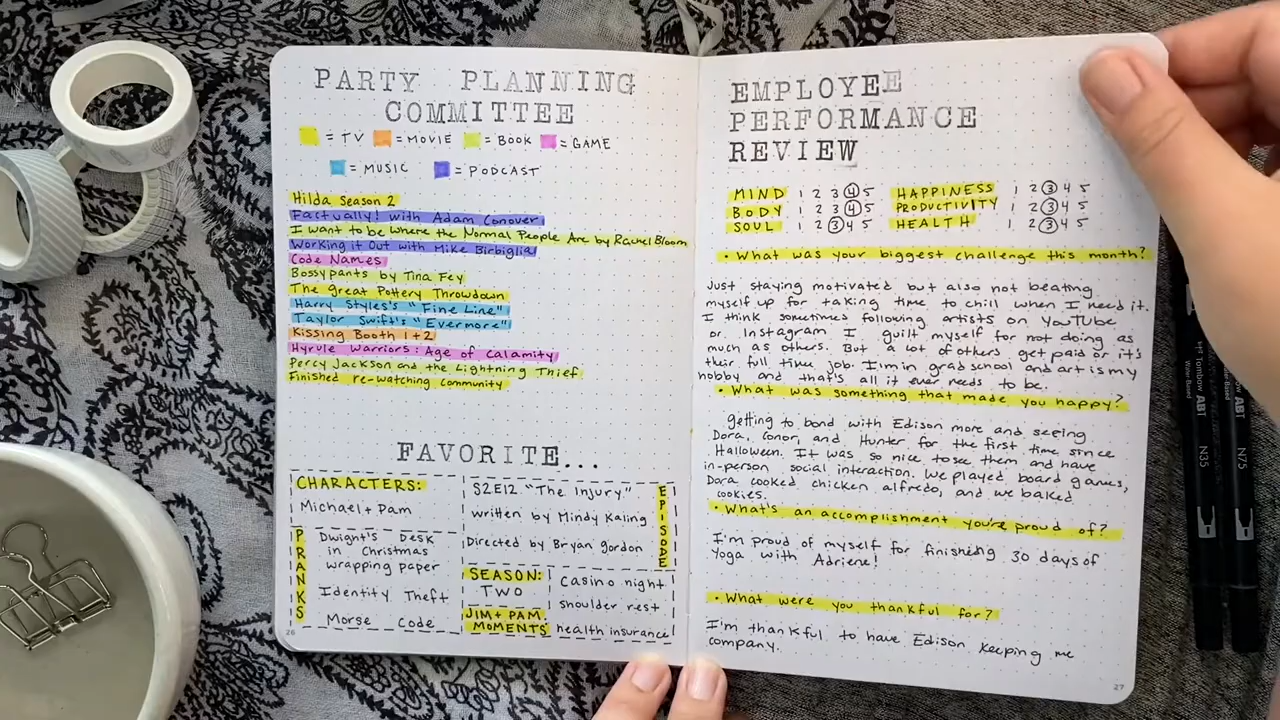 PARTY PLANNING
COMMITTEE
= TV = MOVIE = BOOK = GAME
= MUSIC = PODCAST
Hilda Season 2
Factually! with Adam Conover
I want to be Where the Normal People Are by Rachel Bloom
Working it Out with Mike Birbiglia
Code Names
Bossypants by Tina Fey
The great Pottery Throwdown
Harry Styles's "Fine Line"
Taylor Swift's "Evermore"
Kissing Booth 1+2
Hyrule Warriors: Age of Calamity
Percy Jackson and the Lightning Thief
Finished re-watching Community
FAVORITE...
CHARACTERS:
Michael + Pam
PRANKS
Dwight's Desk
in Christmas
wrapping paper
Identity Theft
Morse Code
S2E12 "The Injury"
written by Mindy Kaling
Directed by Bryan gordon
EPISODE
SEASON:
TWO
JIM + PAM
MOMENTS
Casino night
shoulder rest
health insurance
26
EMPLOYEE
PERFORMANCE
REVIEW
MIND 1 2 3 4 5 HAPPINESS 1 2 3 4 5
BODY 1 2 3 4 5 PRODUCTIVITY 1 2 3 4 5
SOUL 1 2 3 4 5 HEALTH 1 2 3 4 5
• What was your biggest challenge this month?
Just staying motivated but also not beating
myself up for taking time to chill when I need it.
I think sometimes following artists on YouTube
or Instagram I guilt myself for not doing as
much as others. But a lot of others get paid or it's
their full time job. I'm in grad school and art is my
hobby and that's all it ever needs to be.
• What was something that made you happy?
getting to bond with Edison more and seeing
Dora, Conor, and Hunter for the first time since
Halloween. It was so nice to see them and have
in-person social interaction. We played board games,
Dora cooked chicken alfredo, and we baked
cookies.
• What's an accomplishment you're proud of?
I'm proud of myself for finishing 30 days of
Yoga with Adriene!
• What were you thankful for?
I'm thankful to have Edison keeping me
company.
27
Tombow ABT
N35
Tombow ABT
N75